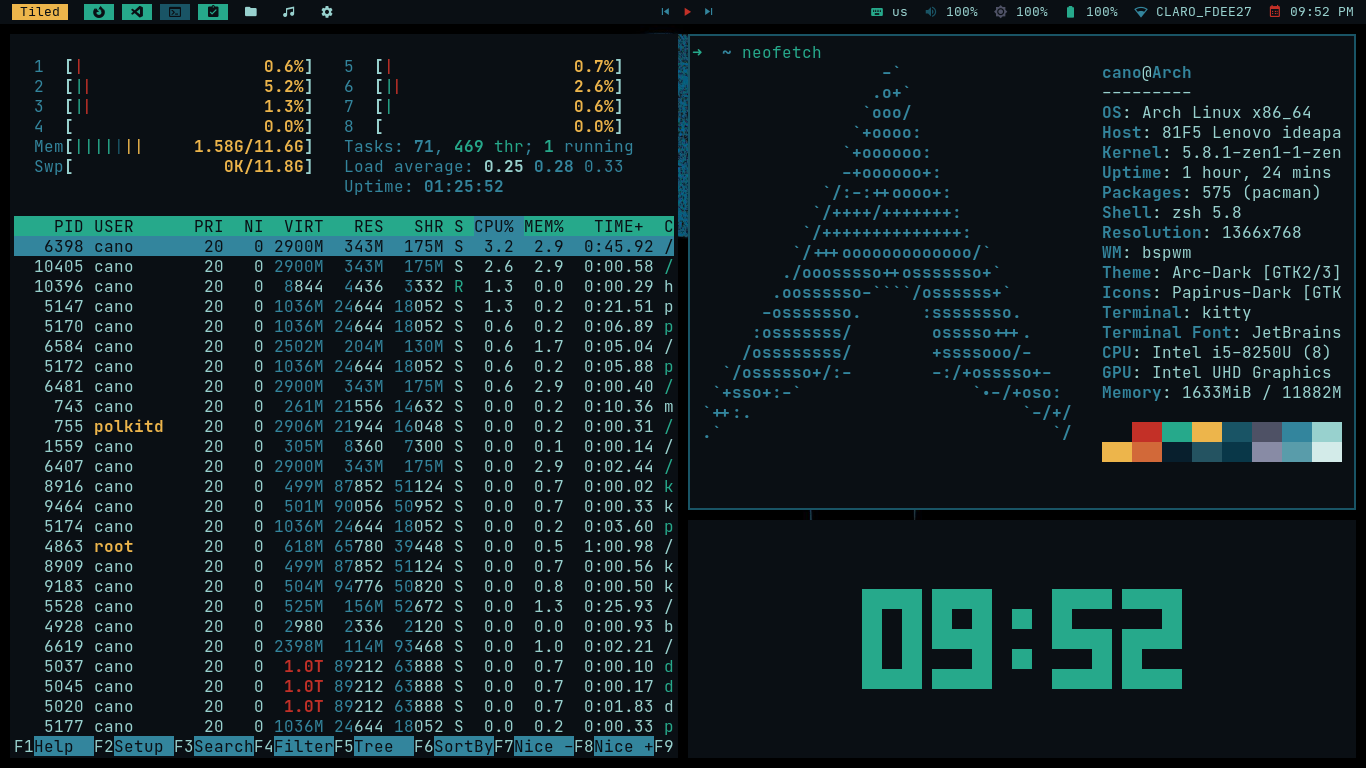 Tiled us 100% 100% 100% CLARO_FDEE27 09:52 PM
1 [| 0.6%] 5 [| 0.7%]
2 [|| 5.2%] 6 [|| 2.6%]
3 [|| 1.3%] 7 [| 0.6%]
4 [ 0.0%] 8 [ 0.0%]
Mem[||||||| 1.58G/11.6G] Tasks: 71, 469 thr; 1 running
Swp[ 0K/11.8G] Load average: 0.25 0.28 0.33
Uptime: 01:25:52
PID USER PRI NI VIRT RES SHR S CPU% MEM% TIME+ C
6398 cano 20 0 2900M 343M 175M S 3.2 2.9 0:45.92 /
10405 cano 20 0 2900M 343M 175M S 2.6 2.9 0:00.58 /
10396 cano 20 0 8844 4436 3332 R 1.3 0.0 0:00.29 h
5147 cano 20 0 1036M 24644 18052 S 1.3 0.2 0:21.51 p
5170 cano 20 0 1036M 24644 18052 S 0.6 0.2 0:06.89 p
6584 cano 20 0 2502M 204M 130M S 0.6 1.7 0:05.04 /
5172 cano 20 0 1036M 24644 18052 S 0.6 0.2 0:05.88 p
6481 cano 20 0 2900M 343M 175M S 0.6 2.9 0:00.40 /
743 cano 20 0 261M 21556 14632 S 0.0 0.2 0:10.36 m
755 polkitd 20 0 2906M 21944 16048 S 0.0 0.2 0:00.31 /
1559 cano 20 0 305M 8360 7300 S 0.0 0.1 0:00.14 /
6407 cano 20 0 2900M 343M 175M S 0.0 2.9 0:02.44 /
8916 cano 20 0 499M 87852 51124 S 0.0 0.7 0:00.02 k
9464 cano 20 0 501M 90056 50952 S 0.0 0.7 0:00.33 k
5174 cano 20 0 1036M 24644 18052 S 0.0 0.2 0:03.60 p
4863 root 20 0 618M 65780 39448 S 0.0 0.5 1:00.98 /
8909 cano 20 0 499M 87852 51124 S 0.0 0.7 0:00.56 k
9183 cano 20 0 504M 94776 50820 S 0.0 0.8 0:00.50 k
5528 cano 20 0 525M 156M 52672 S 0.0 1.3 0:25.93 /
4928 cano 20 0 2980 2336 2120 S 0.0 0.0 0:00.93 b
6619 cano 20 0 2398M 114M 93468 S 0.0 1.0 0:02.21 /
5037 cano 20 0 1.0T 89212 63888 S 0.0 0.7 0:00.10 d
5045 cano 20 0 1.0T 89212 63888 S 0.0 0.7 0:00.17 d
5020 cano 20 0 1.0T 89212 63888 S 0.0 0.7 0:01.83 d
5177 cano 20 0 1036M 24644 18052 S 0.0 0.2 0:00.33 p
F1Help F2Setup F3SearchF4FilterF5Tree F6SortByF7Nice -F8Nice +F9
➜ ~ neofetch
-`
.o+`
`ooo/
`+oooo:
`+oooooo:
-+oooooo+:
`/:-:++oooo+:
`/++++/+++++++:
`/++++++++++++++:
`/+++ooooooooooooo/`
./ooosssso++osssssso+`
.oossssso-````/ossssss+`
-osssssso. :ssssssso.
:osssssss/ osssso+++.
/ossssssss/ +ssssooo/-
`/ossssso+/:- -:/+osssso+-
`+sso+:-` `.-/+oso:
`++:. `-/+/
.` `/
cano@Arch
---------
OS: Arch Linux x86_64
Host: 81F5 Lenovo ideapa
Kernel: 5.8.1-zen1-1-zen
Uptime: 1 hour, 24 mins
Packages: 575 (pacman)
Shell: zsh 5.8
Resolution: 1366x768
WM: bspwm
Theme: Arc-Dark [GTK2/3]
Icons: Papirus-Dark [GTK
Terminal: kitty
Terminal Font: JetBrains
CPU: Intel i5-8250U (8)
GPU: Intel UHD Graphics
Memory: 1633MiB / 11882M
09:52